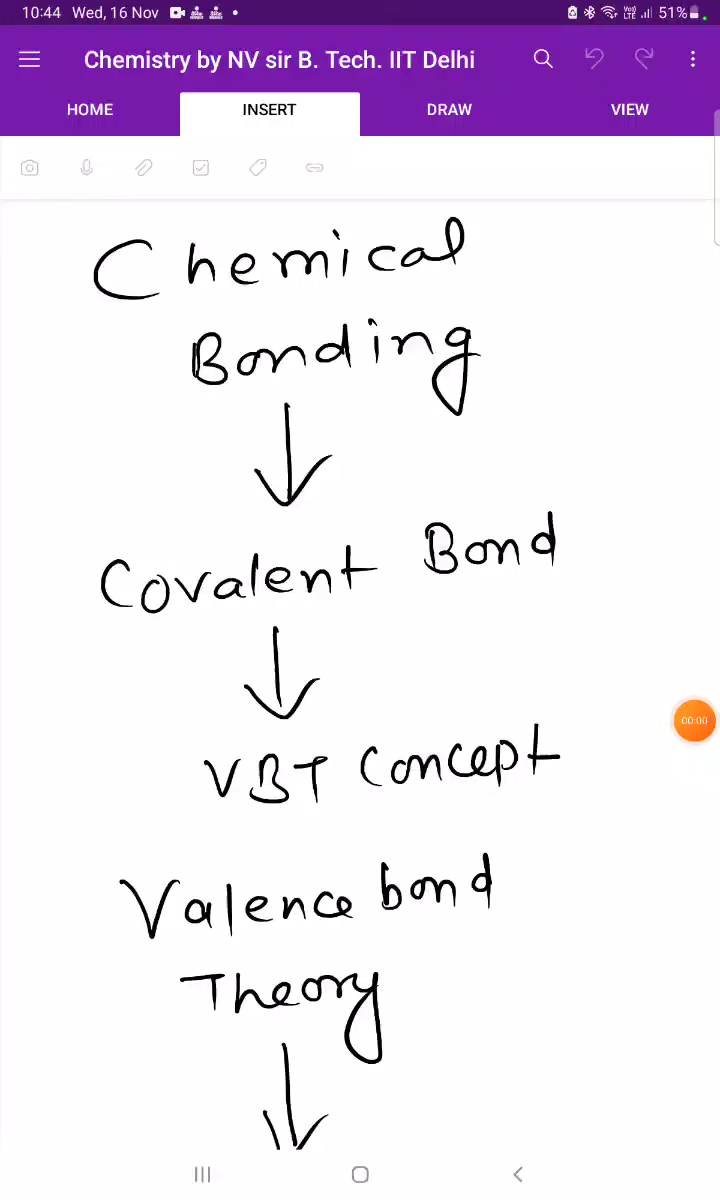 10:44 Wed, 16 Nov 51%
Chemistry by NV sir B. Tech. IIT Delhi
HOME INSERT DRAW VIEW
Chemical
Bonding
Covalent Bond
00:00
VBT Concept
Valence bond
Theory